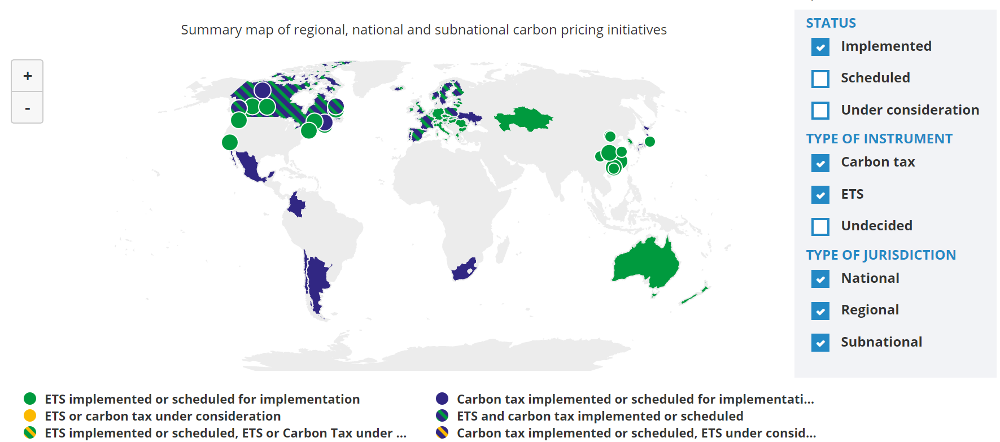 Summary map of regional, national and subnational carbon pricing initiatives
+
-
STATUS
Implemented
Scheduled
Under consideration
TYPE OF INSTRUMENT
Carbon tax
ETS
Undecided
TYPE OF JURISDICTION
National
Regional
Subnational
ETS implemented or scheduled for implementation
Carbon tax implemented or scheduled for implementati...
ETS or carbon tax under consideration
ETS and carbon tax implemented or scheduled
ETS implemented or scheduled, ETS or Carbon Tax under ...
Carbon tax implemented or scheduled, ETS under consid...